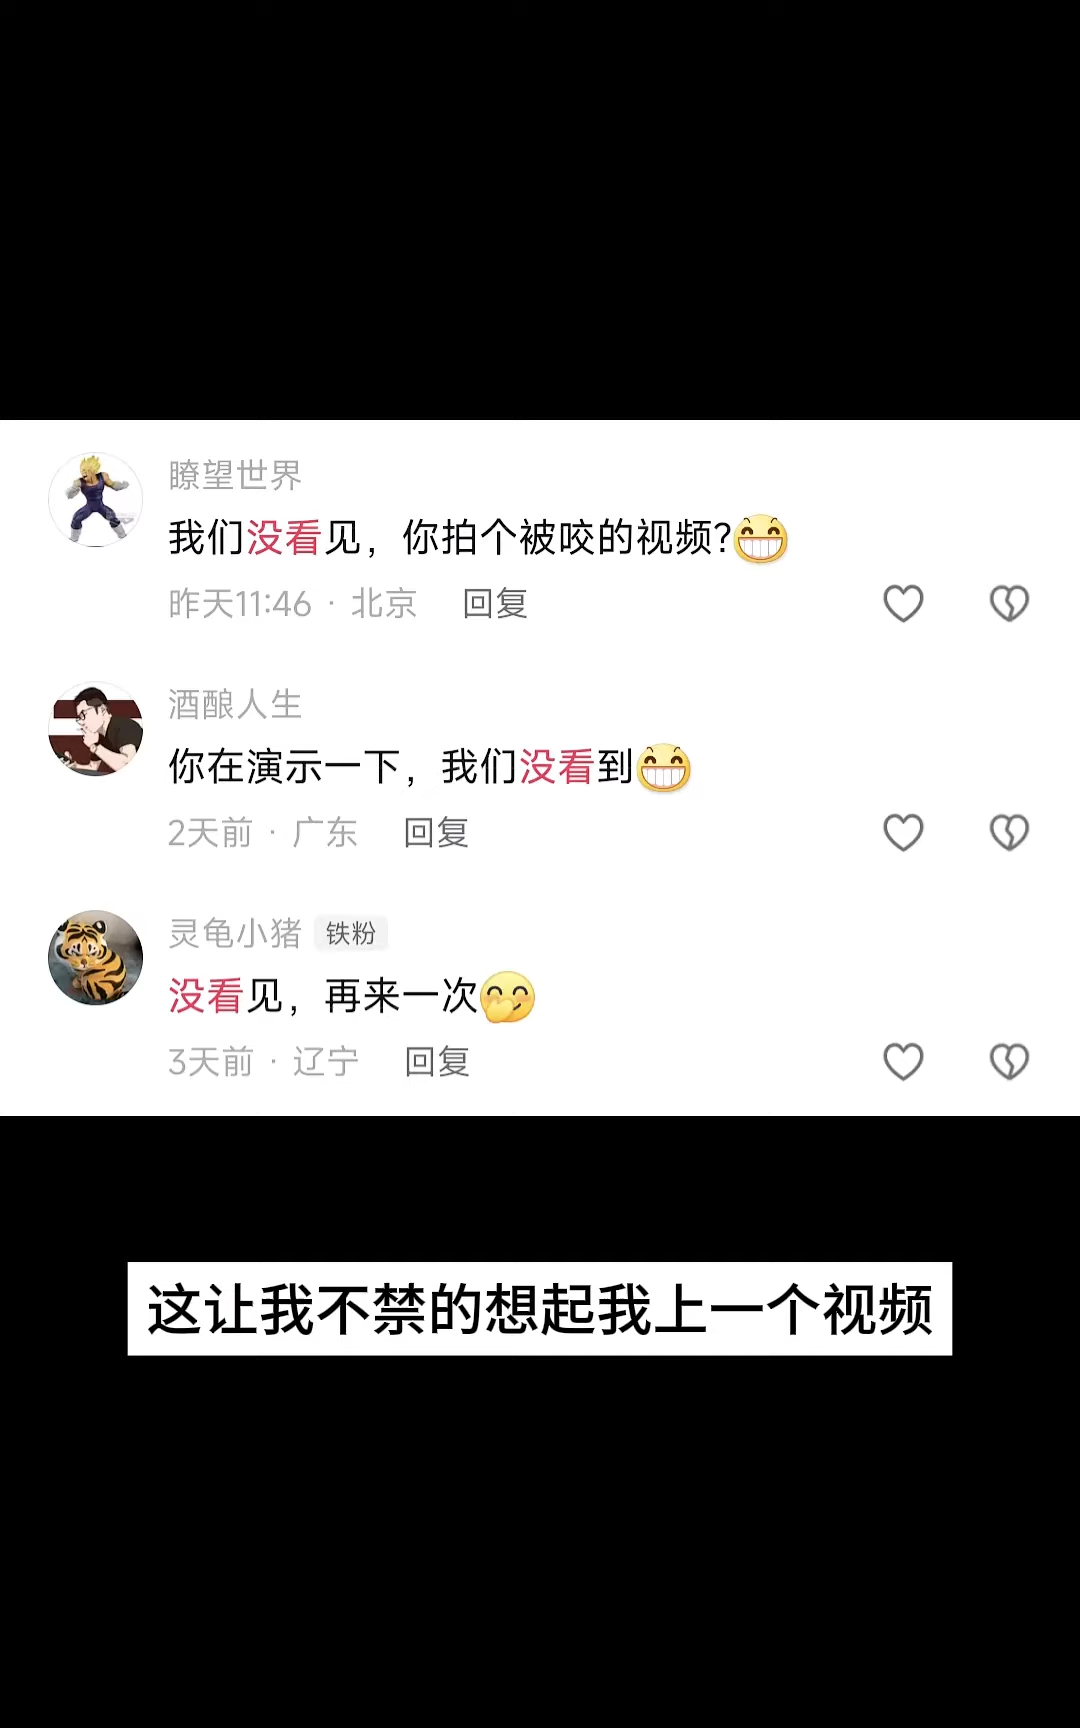 瞭望世界
我们没看见，你拍个被咬的视频?😁
昨天11:46 · 北京 回复
酒酿人生
你在演示一下，我们没看到😁
2天前 · 广东 回复
灵龟小猪 铁粉
没看见，再来一次🤭
3天前 · 辽宁 回复
这让我不禁的想起我上一个视频